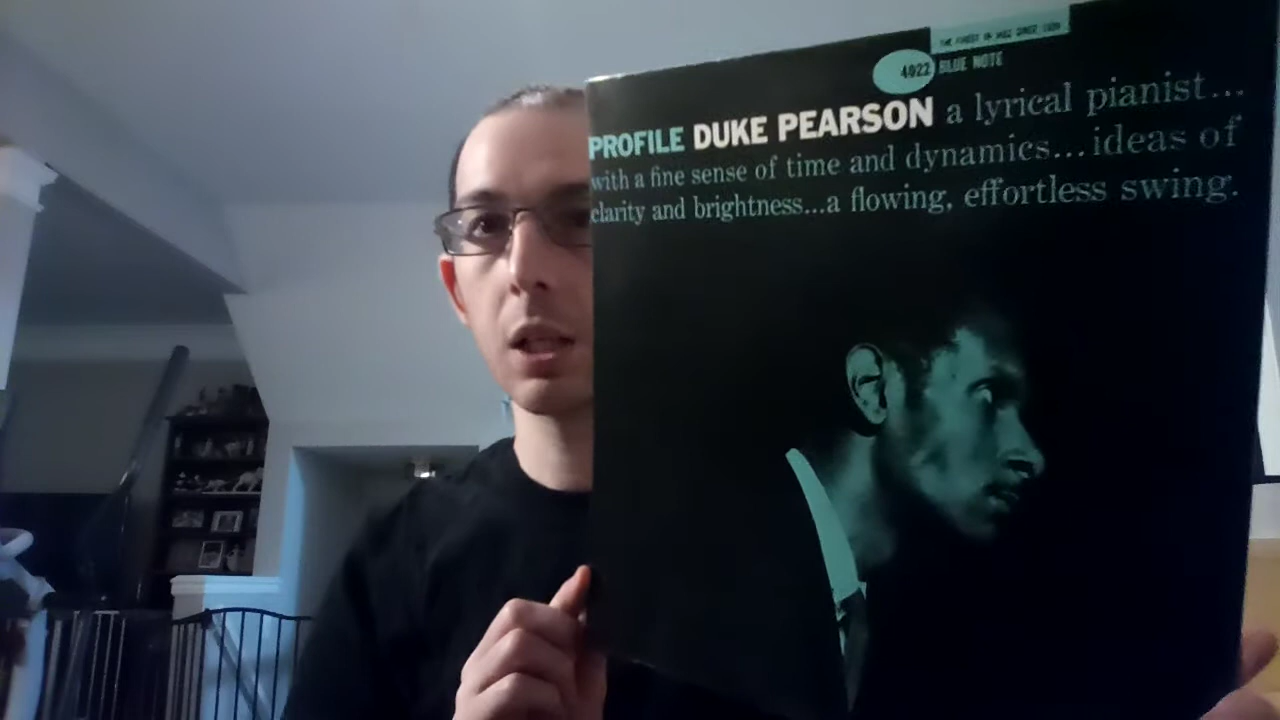 THE FINEST IN JAZZ SINCE 1939
4022 BLUE NOTE
PROFILE DUKE PEARSON a lyrical pianist...
with a fine sense of time and dynamics...ideas of
clarity and brightness...a flowing, effortless swing.